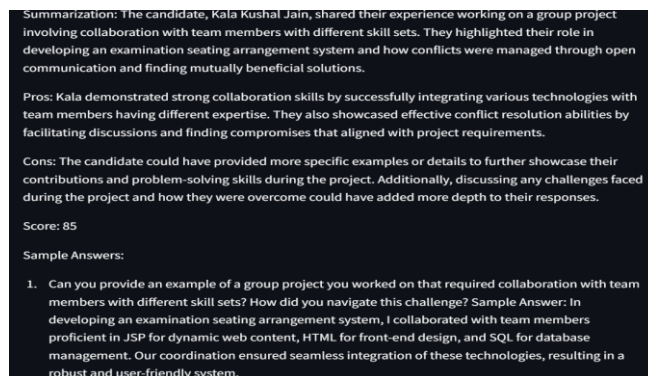 Summarization: The candidate, Kala Kushal Jain, shared their experience working on a group project
involving collaboration with team members with different skill sets. They highlighted their role in
developing an examination seating arrangement system and how conflicts were managed through open
communication and finding mutually beneficial solutions.
Pros: Kala demonstrated strong collaboration skills by successfully integrating various technologies with
team members having different expertise. They also showcased effective conflict resolution abilities by
facilitating discussions and finding compromises that aligned with project requirements.
Cons: The candidate could have provided more specific examples or details to further showcase their
contributions and problem-solving skills during the project. Additionally, discussing any challenges faced
during the project and how they were overcome could have added more depth to their responses.
Score: 85
Sample Answers:
1. Can you provide an example of a group project you worked on that required collaboration with team
members with different skill sets? How did you navigate this challenge? Sample Answer: In
developing an examination seating arrangement system, I collaborated with team members
proficient in JSP for dynamic web content, HTML for front-end design, and SQL for database
management. Our coordination ensured seamless integration of these technologies, resulting in a
robust and user-friendly system.